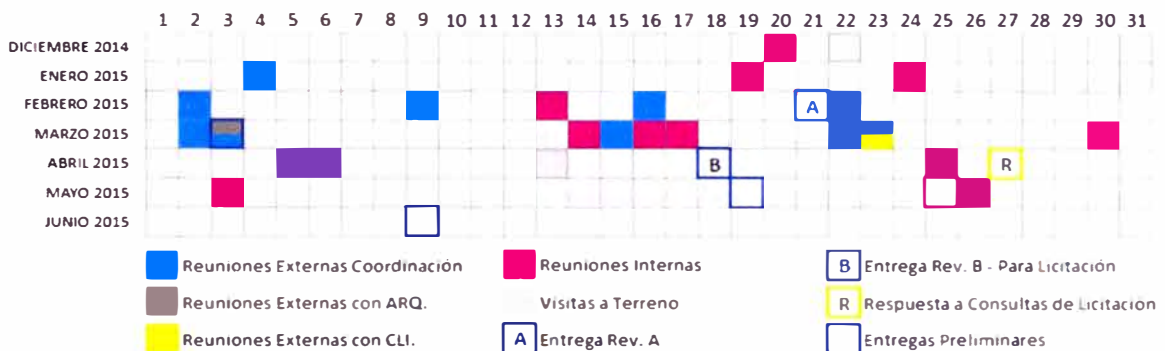 1 2 3 4 5 6 7 8 9 10 11 12 13 14 15 16 17 18 19 20 21 22 23 24 25 26 27 28 29 30 31
DICIEMBRE 2014
ENERO 2015
FEBRERO 2015 A
MARZO 2015
ABRIL 2015 B R
MAYO 2015
JUNIO 2015
Reuniones Externas Coordinación Reuniones Internas B Entrega Rev. B - Para Licitación
Reuniones Externas con ARQ. Visitas a Terreno R Respuesta a Consultas de Licitación
Reuniones Externas con CLI. A Entrega Rev. A Entregas Preliminares